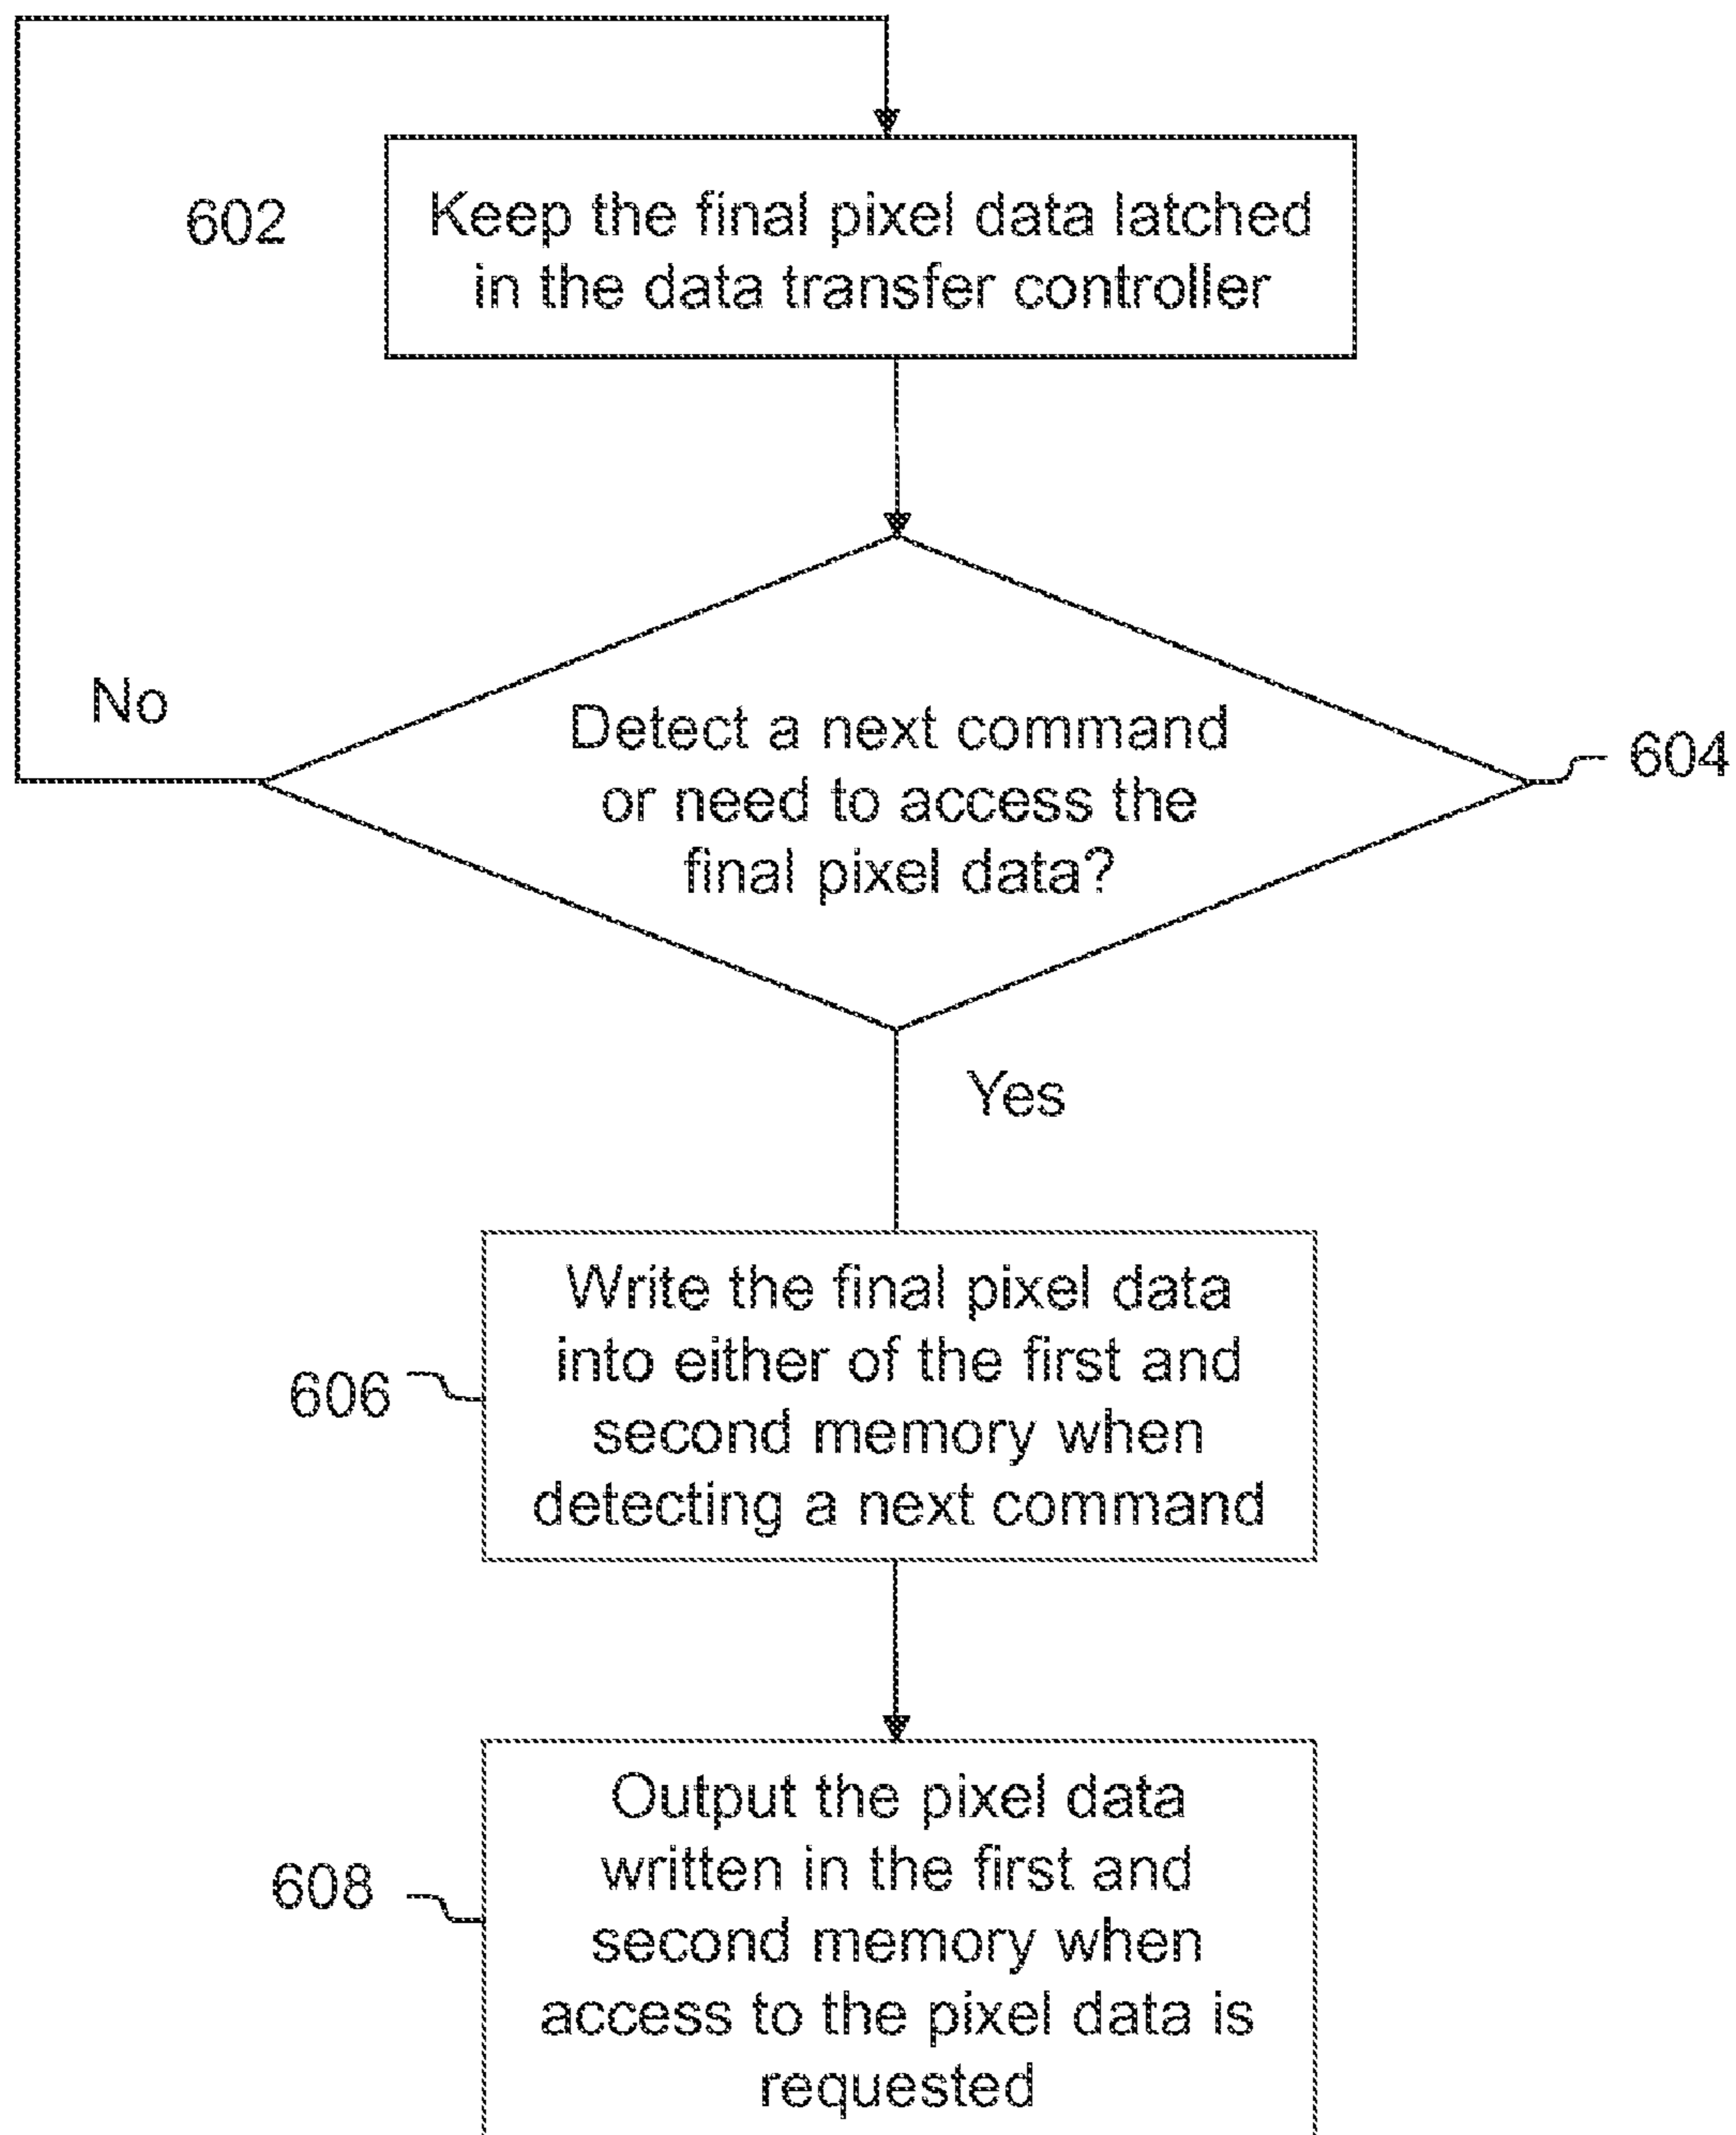 602
Keep the final pixel data latched
in the data transfer controller
No
Detect a next command
or need to access the
final pixel data?
604
Yes
Write the final pixel data
into either of the first and
second memory when
detecting a next command
606
Output the pixel data
written in the first and
second memory when
access to the pixel data is
requested
608